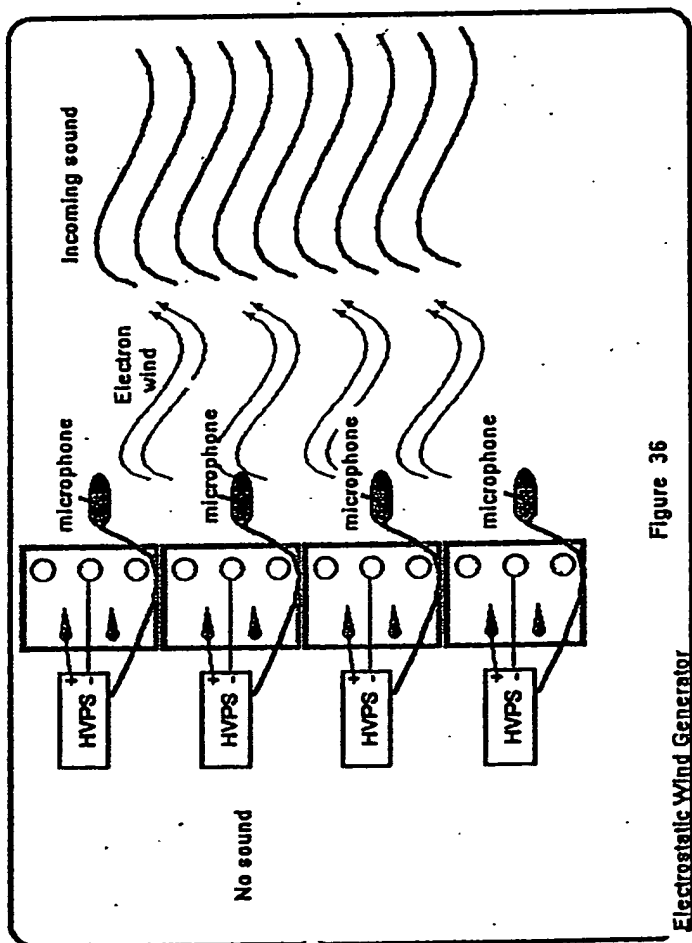 Incoming sound
Electron
wind
microphone
microphone
microphone
microphone
+
-
HVPS
+
-
HVPS
+
-
HVPS
+
-
HVPS
No sound
Figure 36
Electrostatic Wind Generator